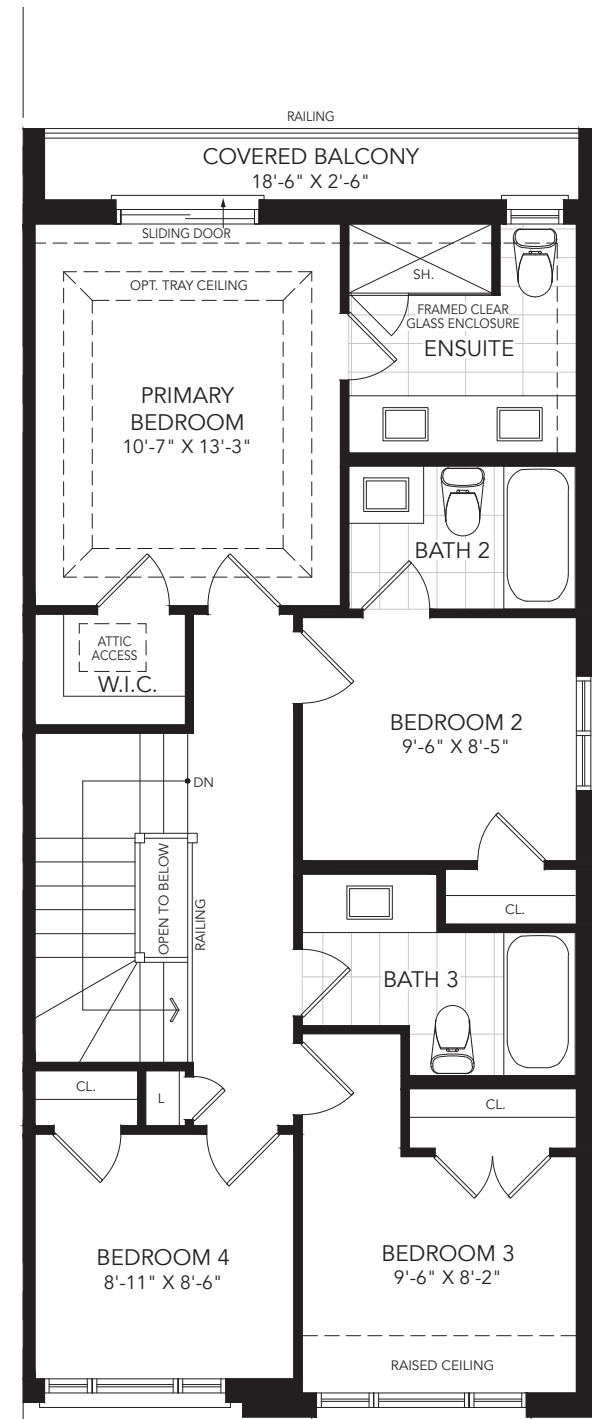 RAILING
COVERED BALCONY
18'-6" X 2'-6"
SLIDING DOOR
OPT. TRAY CEILING
SH.
FRAMED CLEAR
GLASS ENCLOSURE
ENSUITE
PRIMARY
BEDROOM
10'-7" X 13'-3"
BATH 2
ATTIC
ACCESS
W.I.C.
BEDROOM 2
9'-6" X 8'-5"
DN
OPEN TO BELOW
RAILING
CL.
BATH 3
CL.
L
CL.
BEDROOM 4
8'-11" X 8'-6"
BEDROOM 3
9'-6" X 8'-2"
RAISED CEILING